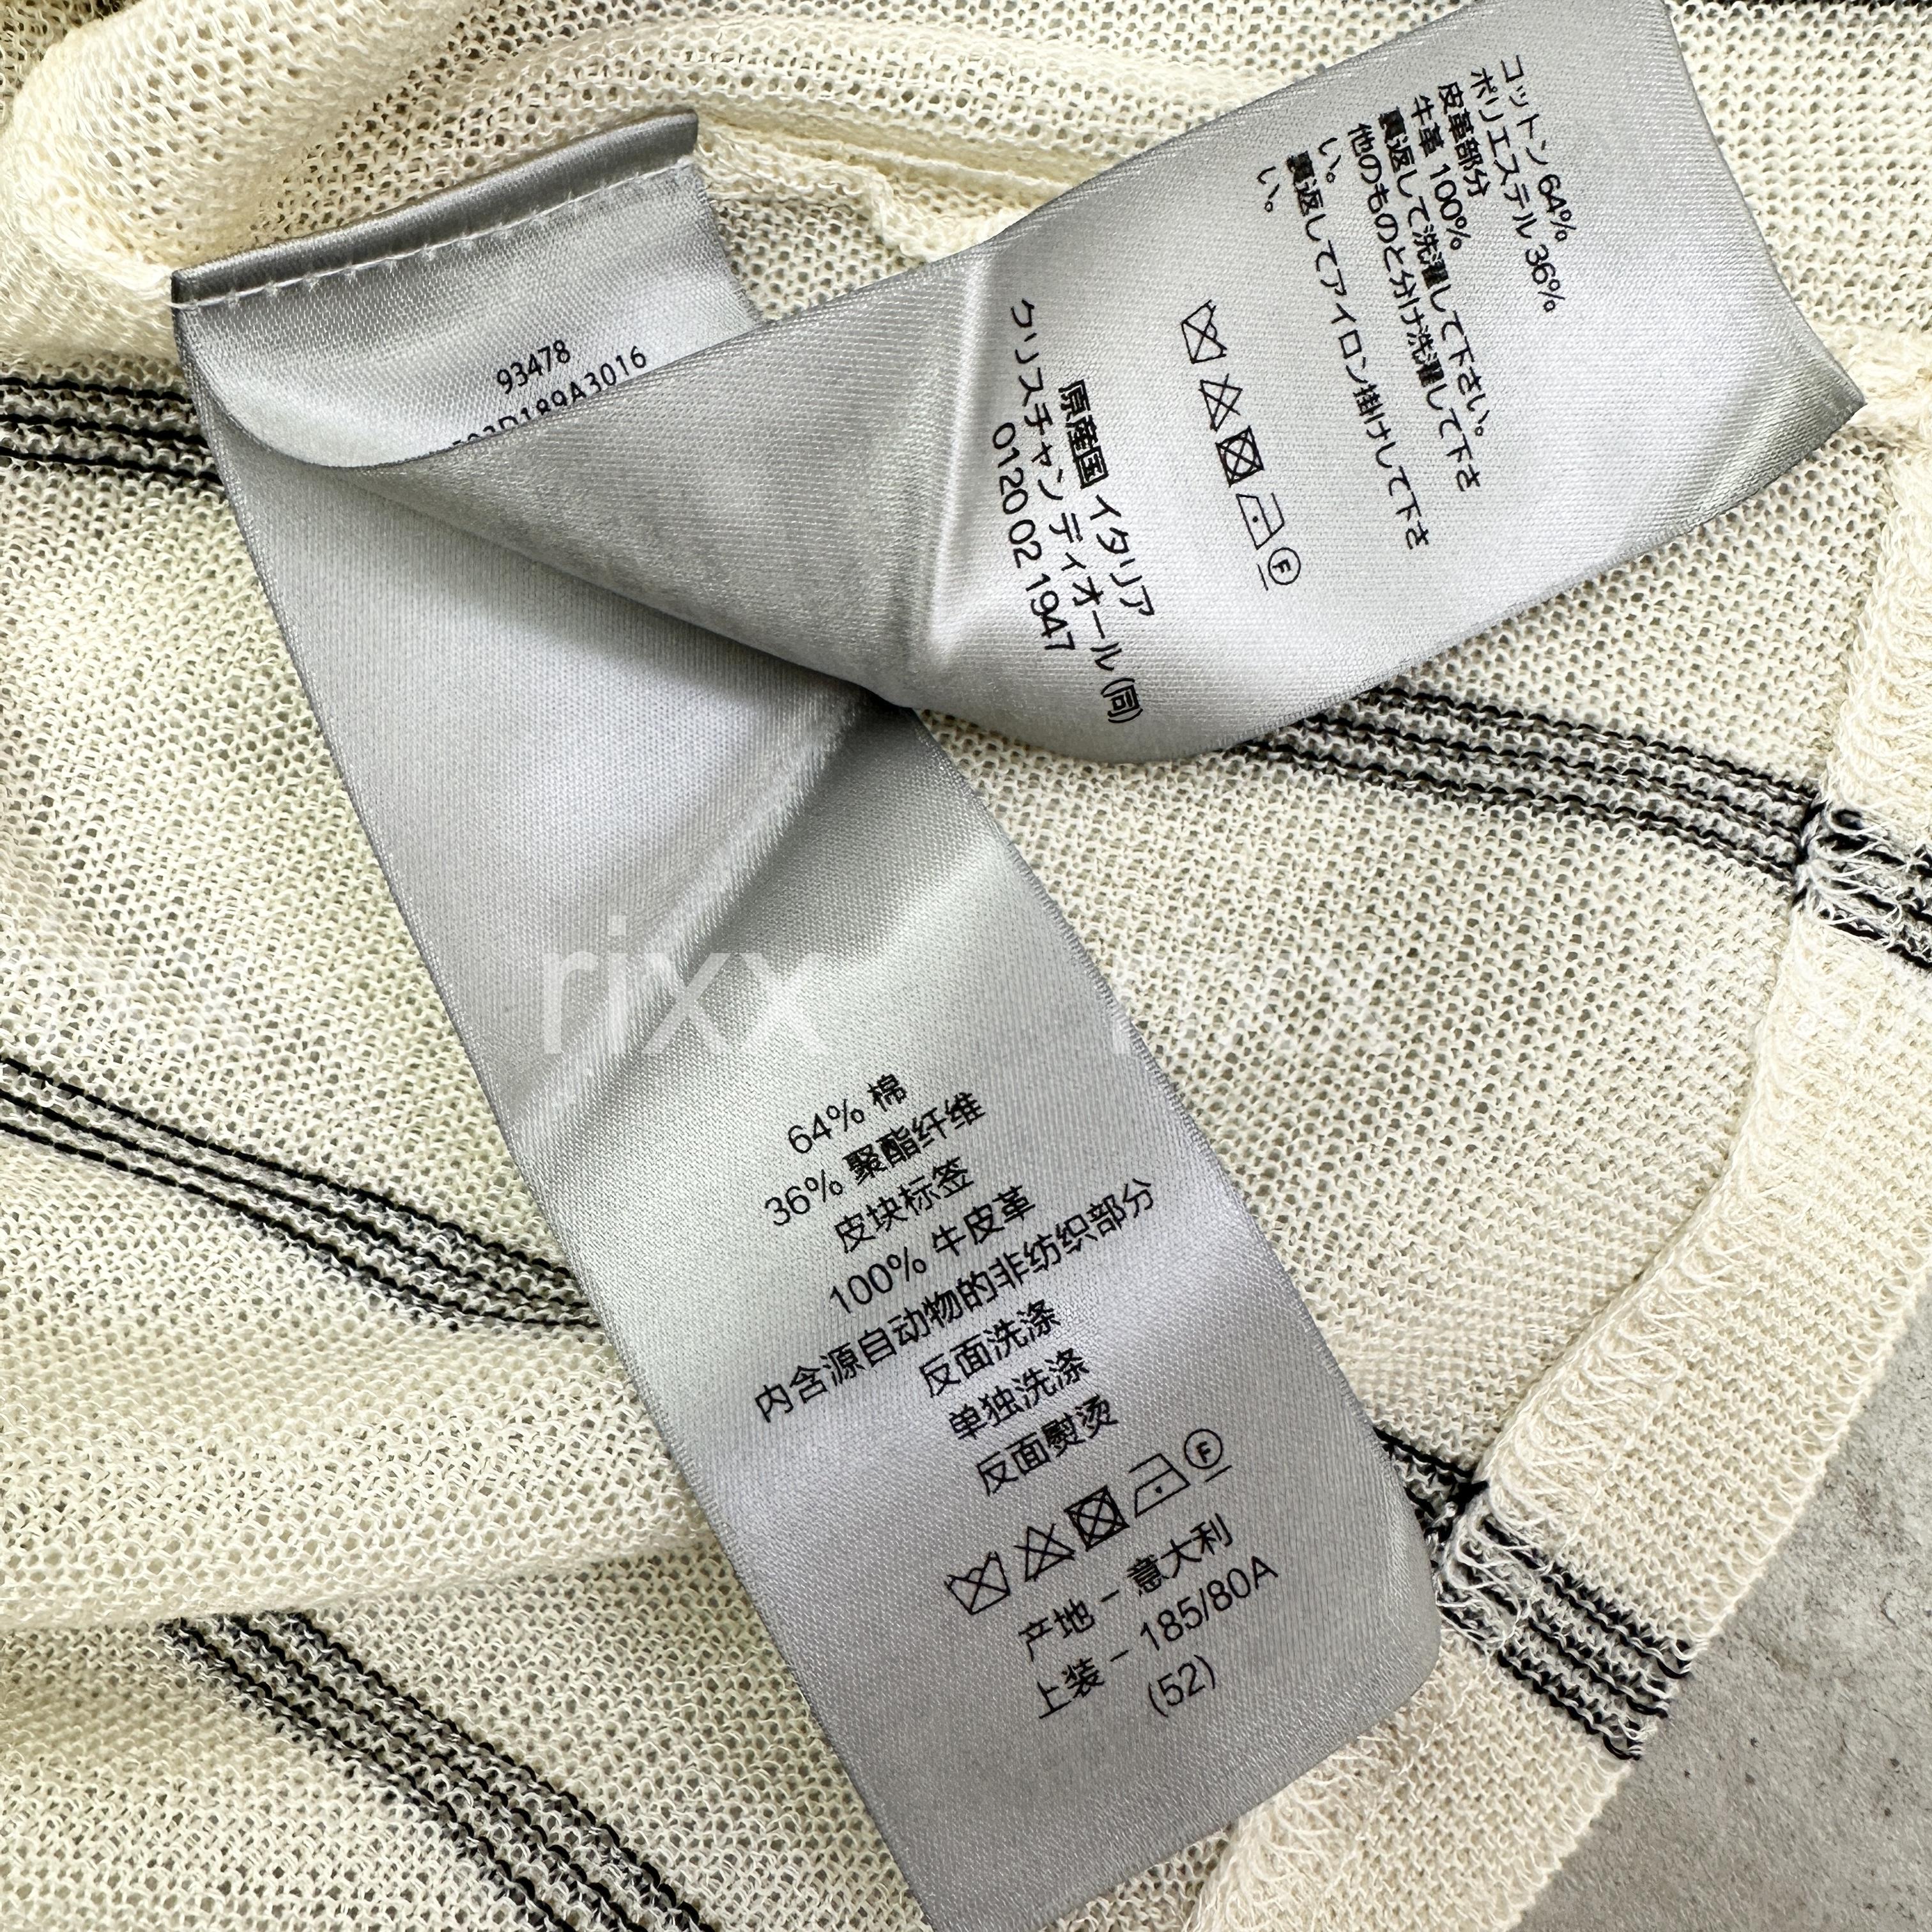 93478
コットン 64%
ポリエステル 36%
皮革部分
牛革 100%
裏返して洗濯して下さい。
他のものと分け洗濯して下さ
い。
裏返してアイロン掛けして下さ
い。
F
原産国 イタリア
クリスチャン ディオール (同)
0120 02 1947
rixx
64% 棉
36% 聚酯纤维
皮块标签
100% 牛皮革
内含源自动物的非纺织部分
反面洗涤
单独洗涤
反面熨烫
F
产地 - 意大利
上装 - 185/80A
(52)